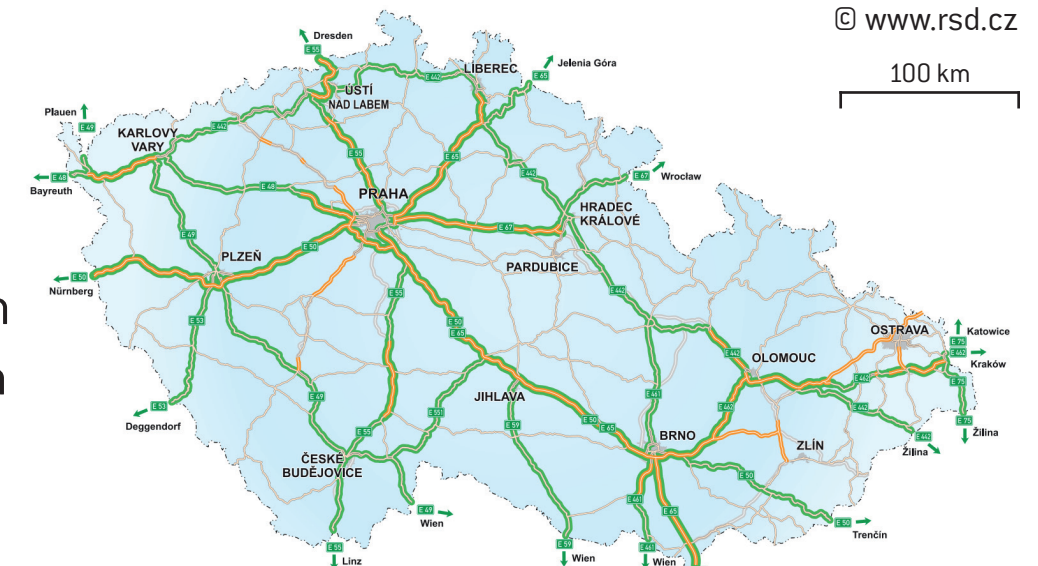 © www.rsd.cz
100 km
Dresden
E 55
Jelenia Góra
E 65
LIBEREC
E 442
ÚSTÍ
NAD LABEM
Plauen
E 49
KARLOVY
VARY
E 442
E 55
E 65
E 442
E 67
Wrocław
E 48
Bayreuth
E 48
PRAHA
HRADEC
KRÁLOVÉ
E 67
E 49
E 50
PLZEŇ
PARDUBICE
E 50
Nürnberg
E 55
E 442
n
E 53
E 50
E 65
OSTRAVA
Katowice
E 75
E 462
Kraków
E 442
OLOMOUC
n
JIHLAVA
E 462
E 75
E 49
E 461
E 53
Deggendorf
E 551
E 59
E 462
E 442
E 50
E 65
E 75
Žilina
E 55
BRNO
ZLÍN
E 442
Žilina
ČESKÉ
BUDĚJOVICE
E 50
E 461
E 65
E 49
Wien
E 50
Trenčín
E 55
Linz
E 59
Wien
E 461
Wien